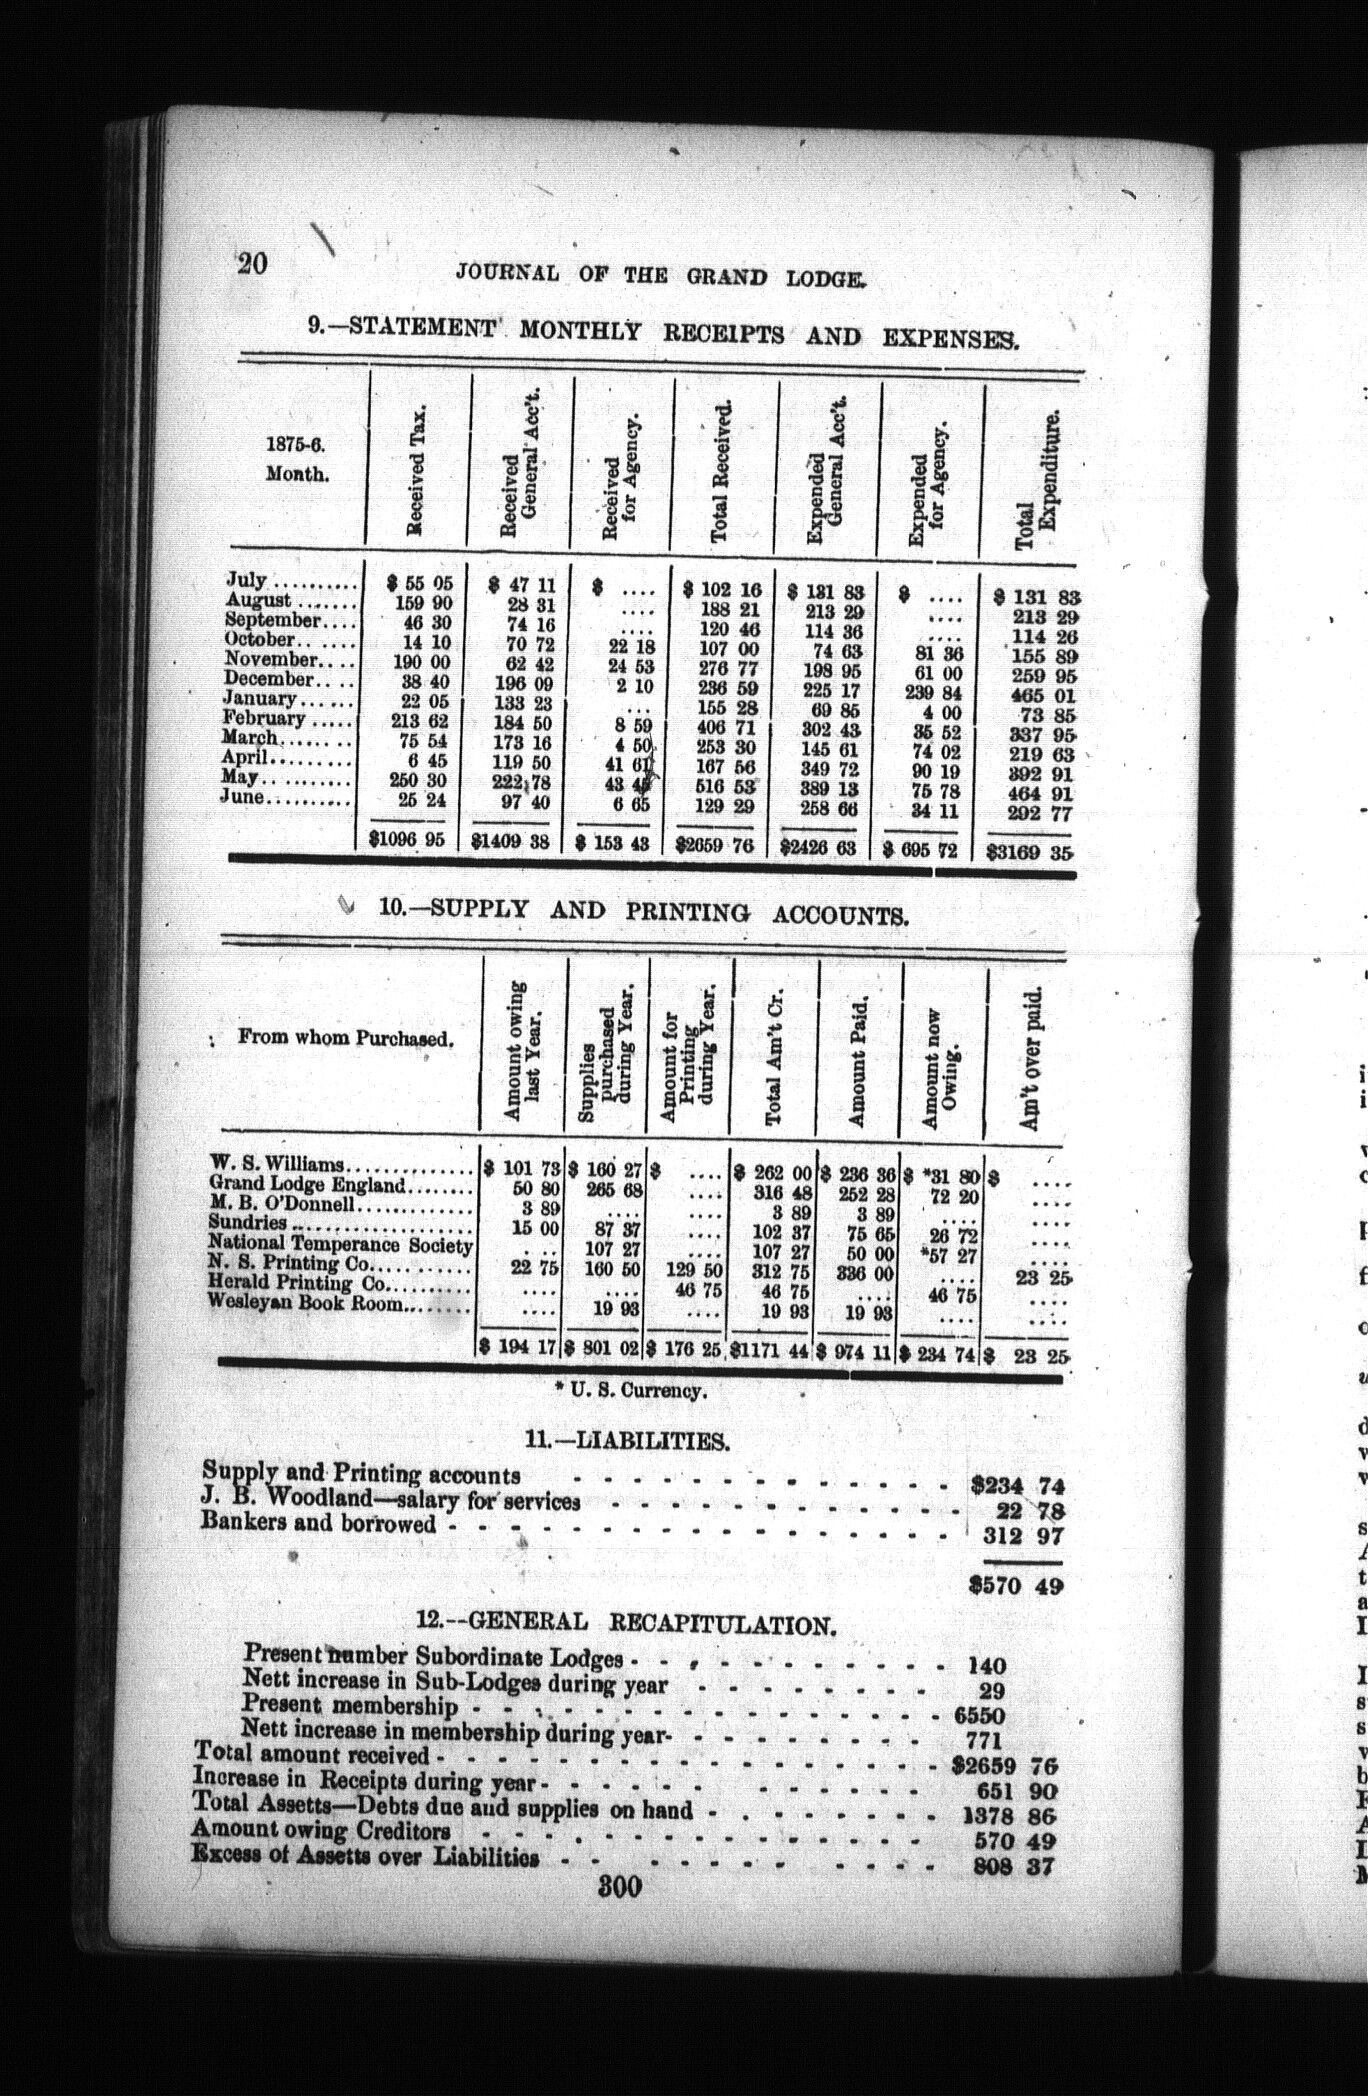 20
JOURNAL OF THE GRAND LODGE.
9.—STATEMENT MONTHLY RECEIPTS AND EXPENSES.
1875-6. Month. | Received Tax. | Received General Acc't. | Received for Agency. | Total Received. | Expended General Acc't. | Expended for Agency. | Total Expenditure.
July .......... $ 55 05 $ 47 11 $ .... $ 102 16 $ 131 83 $ .... $ 131 83
August ....... 159 90 28 31 .... 188 21 213 29 .... 213 29
September.... 46 30 74 16 .... 120 46 114 36 .... 114 26
October.. ..... 14 10 70 72 22 18 107 00 74 63 81 36 155 89
November.... 190 00 62 42 24 53 276 77 198 95 61 00 259 95
December.. .. 38 40 196 09 2 10 236 59 225 17 239 84 465 01
January...... 22 05 133 23 ... 155 28 69 85 4 00 73 85
February ..... 213 62 184 50 8 59 406 71 302 43 35 52 337 95
March........ 75 54 173 16 4 50 253 30 145 61 74 02 219 63
April......... 6 45 119 50 41 61 167 56 349 72 90 19 392 91
May.. ......... 250 30 222 78 43 516 53 389 13 75 78 464 91
June.......... 25 24 97 40 6 65 129 29 258 66 34 11 292 77
$1096 95 $1409 38 $ 153 43 $2659 76 $2426 63 $ 695 72 $3169 35
10.—SUPPLY AND PRINTING ACCOUNTS.
From whom Purchased. | Amount owing last Year. | Supplies purchased during Year. | Amount for Printing during Year. | Total Am't Cr. | Amount Paid. | Amount now Owing. | Am't over paid.
W. S. Williams.............. $ 101 73 $ 160 27 $ .... $ 262 00 $ 236 36 $ *31 80 $ ....
Grand Lodge England........ 50 80 265 68 .... 316 48 252 28 72 20 ....
M. B. O'Donnell............. 3 89 .... .... 3 89 3 89 .... ....
Sundries .................... 15 00 87 37 .... 102 37 75 65 26 72 ....
National Temperance Society . .. 107 27 .... 107 27 50 00 *57 27 ....
N. S. Printing Co........... 22 75 160 50 129 50 312 75 336 00 .... 23 25
Herald Printing Co.......... .... .... 46 75 46 75 .... 46 75 ....
Wesleyan Book Room........ .... 19 93 .... 19 93 19 93 .... ....
$ 194 17 $ 801 02 $ 176 25 $1171 44 $ 974 11 $ 234 74 $ 23 25
* U. S. Currency.
11.—LIABILITIES.
Supply and Printing accounts - - - - - - - - - - - - - $234 74
J. B. Woodland—salary for services - - - - - - - - - - - - 22 78
Bankers and borrowed - - - - - - - - - - - - - - - - - 312 97
$570 49
12.--GENERAL RECAPITULATION.
Present number Subordinate Lodges - - - - - - - - - - - 140
Nett increase in Sub-Lodges during year - - - - - - - - 29
Present membership - - - - - - - - - - - - - - - - 6550
Nett increase in membership during year- - - - - - - - - 771
Total amount received - - - - - - - - - - - - - - - - - $2659 76
Increase in Receipts during year - - - - - - - - - - - - 651 90
Total Assetts—Debts due and supplies on hand - - - - - - - - 1378 86
Amount owing Creditors - - - - - - - - - - - - - - - 570 49
Excess of Assetts over Liabilities - - - - - - - - - - - 808 37
300